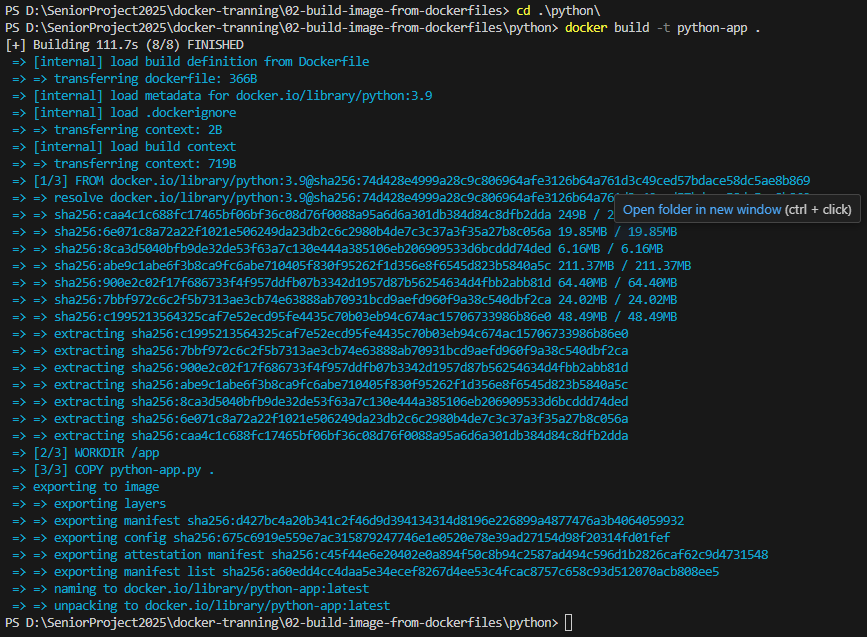 PS D:\SeniorProject2025\docker-tranning\02-build-image-from-dockerfiles> cd .\python\
PS D:\SeniorProject2025\docker-tranning\02-build-image-from-dockerfiles\python> docker build -t python-app .
[+] Building 111.7s (8/8) FINISHED
=> [internal] load build definition from Dockerfile
=> => transferring dockerfile: 366B
=> [internal] load metadata for docker.io/library/python:3.9
=> [internal] load .dockerignore
=> => transferring context: 2B
=> [internal] load build context
=> => transferring context: 719B
=> [1/3] FROM docker.io/library/python:3.9@sha256:74d428e4999a28c9c806964afe3126b64a761d3c49ced57bdace58dc5ae8b869
=> => resolve docker.io/library/python:3.9@sha256:74d428e4999a28c9c806964afe3126b64a76
Open folder in new window (ctrl + click)
=> => sha256:caa4c1c688fc17465bf06bf36c08d76f0088a95a6d6a301db384d84c8dfb2dda 249B / 2
=> => sha256:6e071c8a72a22f1021e506249da23db2c6c2980b4de7c3c37a3f35a27b8c056a 19.85MB / 19.85MB
=> => sha256:8ca3d5040bfb9de32de53f63a7c130e444a385106eb206909533d6bcddd74ded 6.16MB / 6.16MB
=> => sha256:abe9c1abe6f3b8ca9fc6abe710405f830f95262f1d356e8f6545d823b5840a5c 211.37MB / 211.37MB
=> => sha256:900e2c02f17f686733f4f957ddfb07b3342d1957d87b56254634d4fbb2abb81d 64.40MB / 64.40MB
=> => sha256:7bbf972c6c2f5b7313ae3cb74e63888ab70931bcd9aefd960f9a38c540dbf2ca 24.02MB / 24.02MB
=> => sha256:c1995213564325caf7e52ecd95fe4435c70b03eb94c674ac15706733986b86e0 48.49MB / 48.49MB
=> => extracting sha256:c1995213564325caf7e52ecd95fe4435c70b03eb94c674ac15706733986b86e0
=> => extracting sha256:7bbf972c6c2f5b7313ae3cb74e63888ab70931bcd9aefd960f9a38c540dbf2ca
=> => extracting sha256:900e2c02f17f686733f4f957ddfb07b3342d1957d87b56254634d4fbb2abb81d
=> => extracting sha256:abe9c1abe6f3b8ca9fc6abe710405f830f95262f1d356e8f6545d823b5840a5c
=> => extracting sha256:8ca3d5040bfb9de32de53f63a7c130e444a385106eb206909533d6bcddd74ded
=> => extracting sha256:6e071c8a72a22f1021e506249da23db2c6c2980b4de7c3c37a3f35a27b8c056a
=> => extracting sha256:caa4c1c688fc17465bf06bf36c08d76f0088a95a6d6a301db384d84c8dfb2dda
=> [2/3] WORKDIR /app
=> [3/3] COPY python-app.py .
=> exporting to image
=> => exporting layers
=> => exporting manifest sha256:d427bc4a20b341c2f46d9d394134314d8196e226899a4877476a3b4064059932
=> => exporting config sha256:675c6919e559e7ac315879247746e1e0520e78e39ad27154d98f20314fd01fef
=> => exporting attestation manifest sha256:c45f44e6e20402e0a894f50c8b94c2587ad494c596d1b2826caf62c9d4731548
=> => exporting manifest list sha256:a60edd4cc4daa5e34ecef8267d4ee53c4fcac8757c658c93d512070acb808ee5
=> => naming to docker.io/library/python-app:latest
=> => unpacking to docker.io/library/python-app:latest
PS D:\SeniorProject2025\docker-tranning\02-build-image-from-dockerfiles\python>